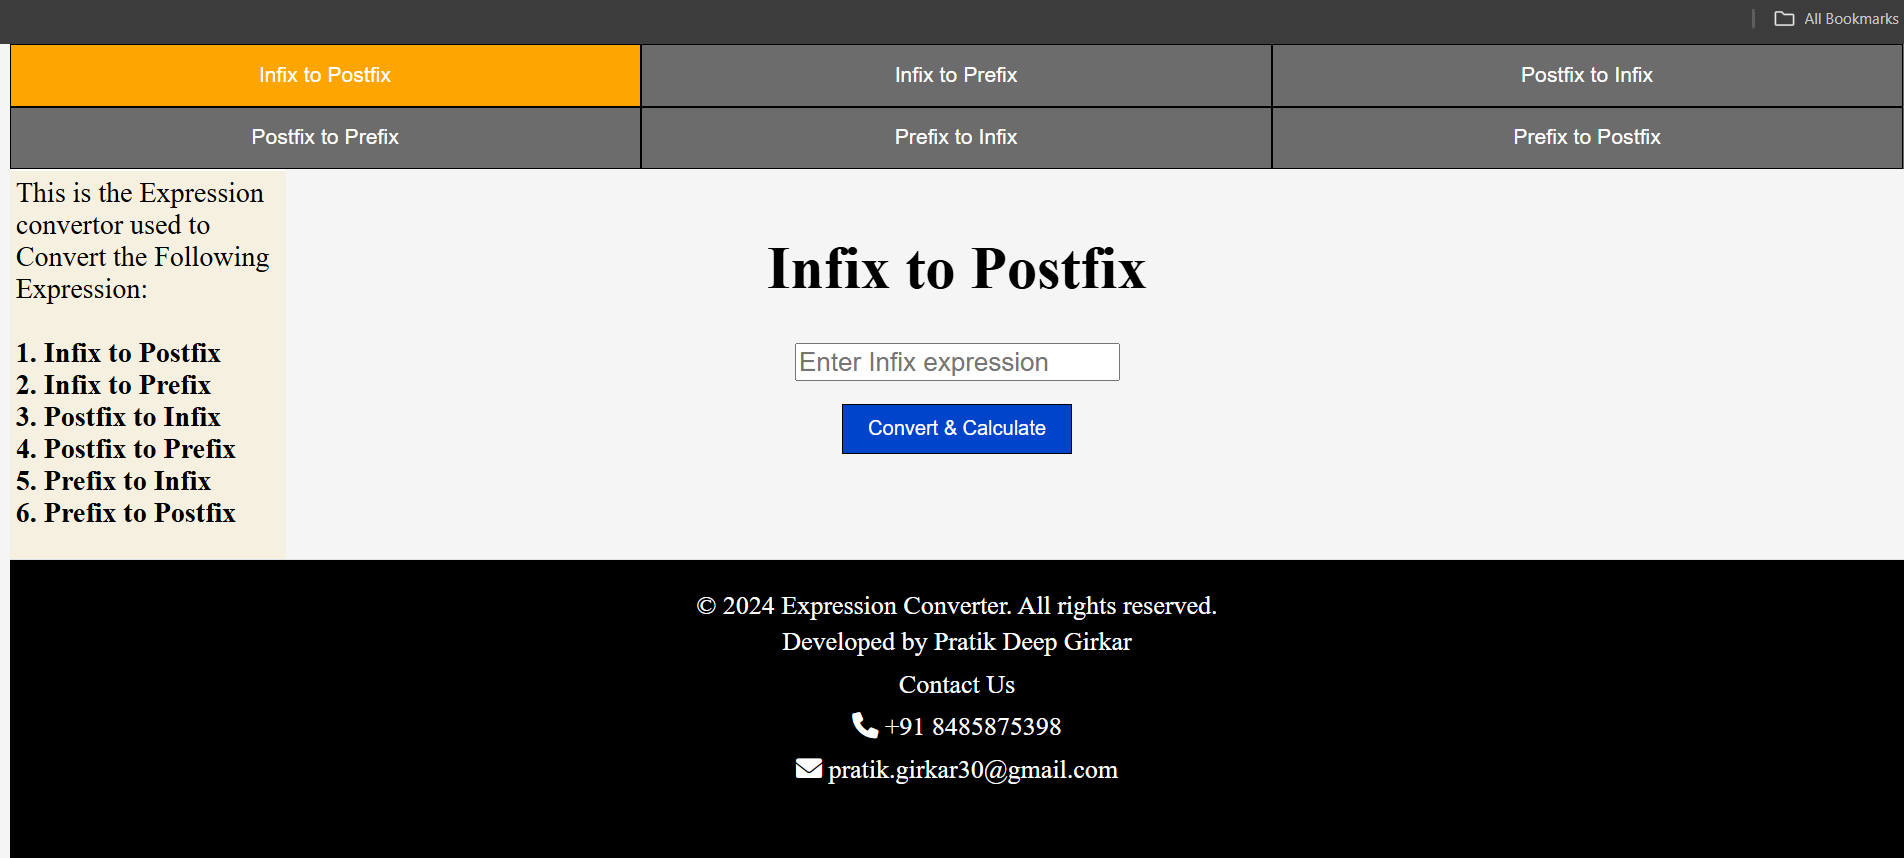 All Bookmarks
Infix to Postfix
Infix to Prefix
Postfix to Infix
Postfix to Prefix
Prefix to Infix
Prefix to Postfix
This is the Expression
convertor used to
Convert the Following
Expression:
1. Infix to Postfix
2. Infix to Prefix
3. Postfix to Infix
4. Postfix to Prefix
5. Prefix to Infix
6. Prefix to Postfix
Infix to Postfix
Enter Infix expression
Convert & Calculate
© 2024 Expression Converter. All rights reserved.
Developed by Pratik Deep Girkar
Contact Us
+91 8485875398
pratik.girkar30@gmail.com